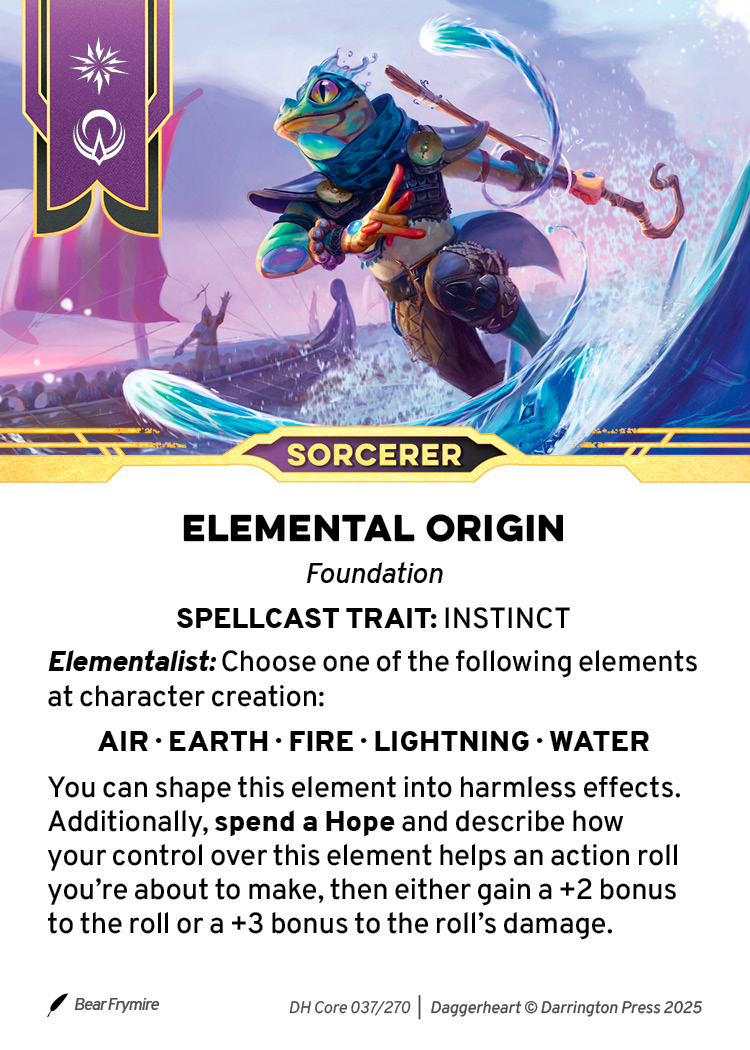 SORCERER
ELEMENTAL ORIGIN
Foundation
SPELLCAST TRAIT: INSTINCT
Elementalist: Choose one of the following elements
at character creation:
AIR · EARTH · FIRE · LIGHTNING · WATER
You can shape this element into harmless effects.
Additionally, spend a Hope and describe how
your control over this element helps an action roll
you’re about to make, then either gain a +2 bonus
to the roll or a +3 bonus to the roll’s damage.
Bear Frymire
DH Core 037/270 | Daggerheart © Darrington Press 2025